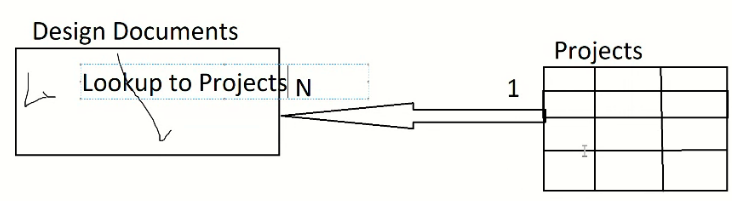 Design Documents
Projects
Lookup to Projects
N
1